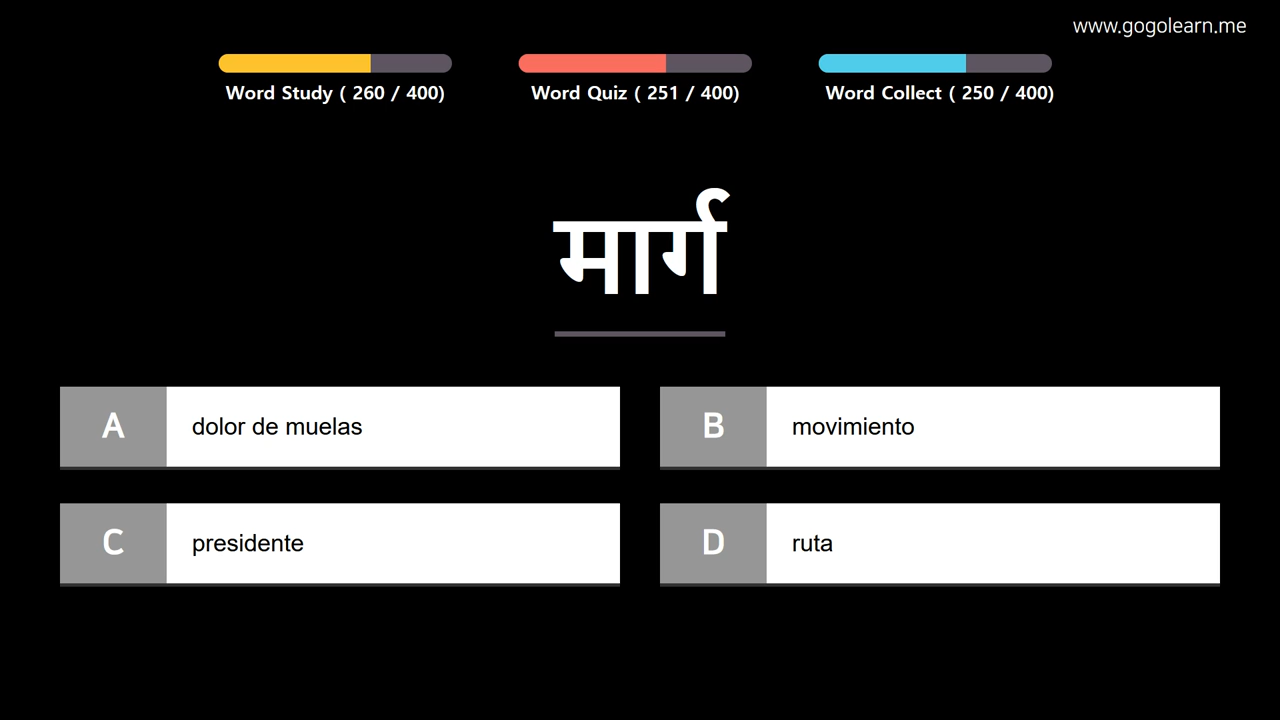 www.gogolearn.me
Word Study ( 260 / 400)
Word Quiz ( 251 / 400)
Word Collect ( 250 / 400)
मार्ग
A dolor de muelas
B movimiento
C presidente
D ruta